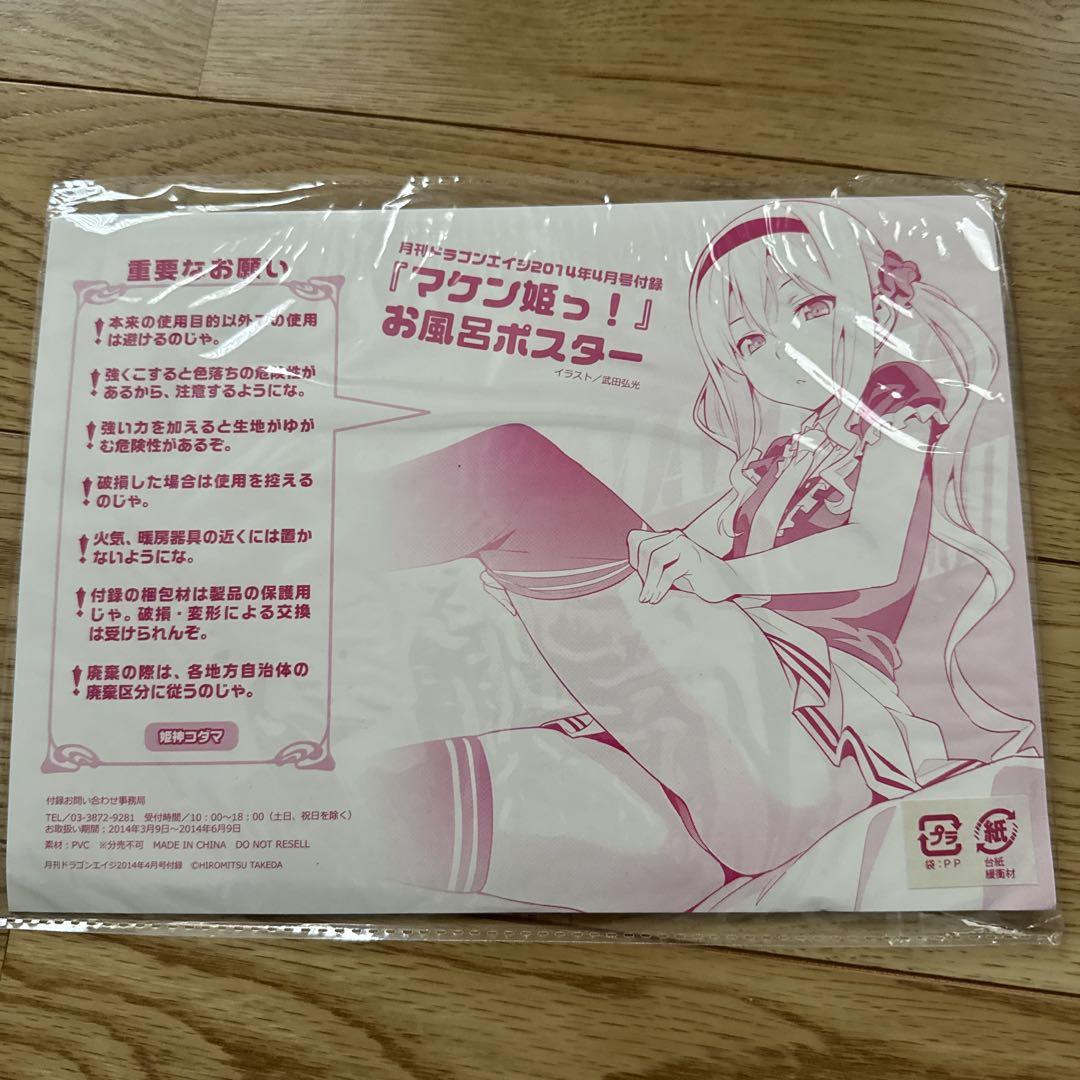 重要なお願い
本来の使用目的以外での使用
は避けるのじゃ。
強くこすると色落ちの危険性が
あるから、注意するようにな。
強い力を加えると生地がゆが
む危険性があるぞ。
破損した場合は使用を控える
のじゃ。
火気、暖房器具の近くには置か
ないようにな。
付録の梱包材は製品の保護用
じゃ。破損・変形による交換
は受けられんぞ。
廃棄の際は、各地方自治体の
廃棄区分に従うのじゃ。
姫神コダマ
月刊ドラゴンエイジ2014年4月号付録
『マケン姫っ!』
お風呂ポスター
イラスト/武田弘光
付録お問い合わせ事務局
TEL/03-3872-9281 受付時間/10:00～18:00(土日、祝日を除く)
お取扱い期間:2014年3月9日～2014年6月9日
素材:PVC ※分売不可 MADE IN CHINA DO NOT RESELL
月刊ドラゴンエイジ2014年4月号付録 ©HIROMITSU TAKEDA
プラ
袋:PP
紙
台紙
緩衝材